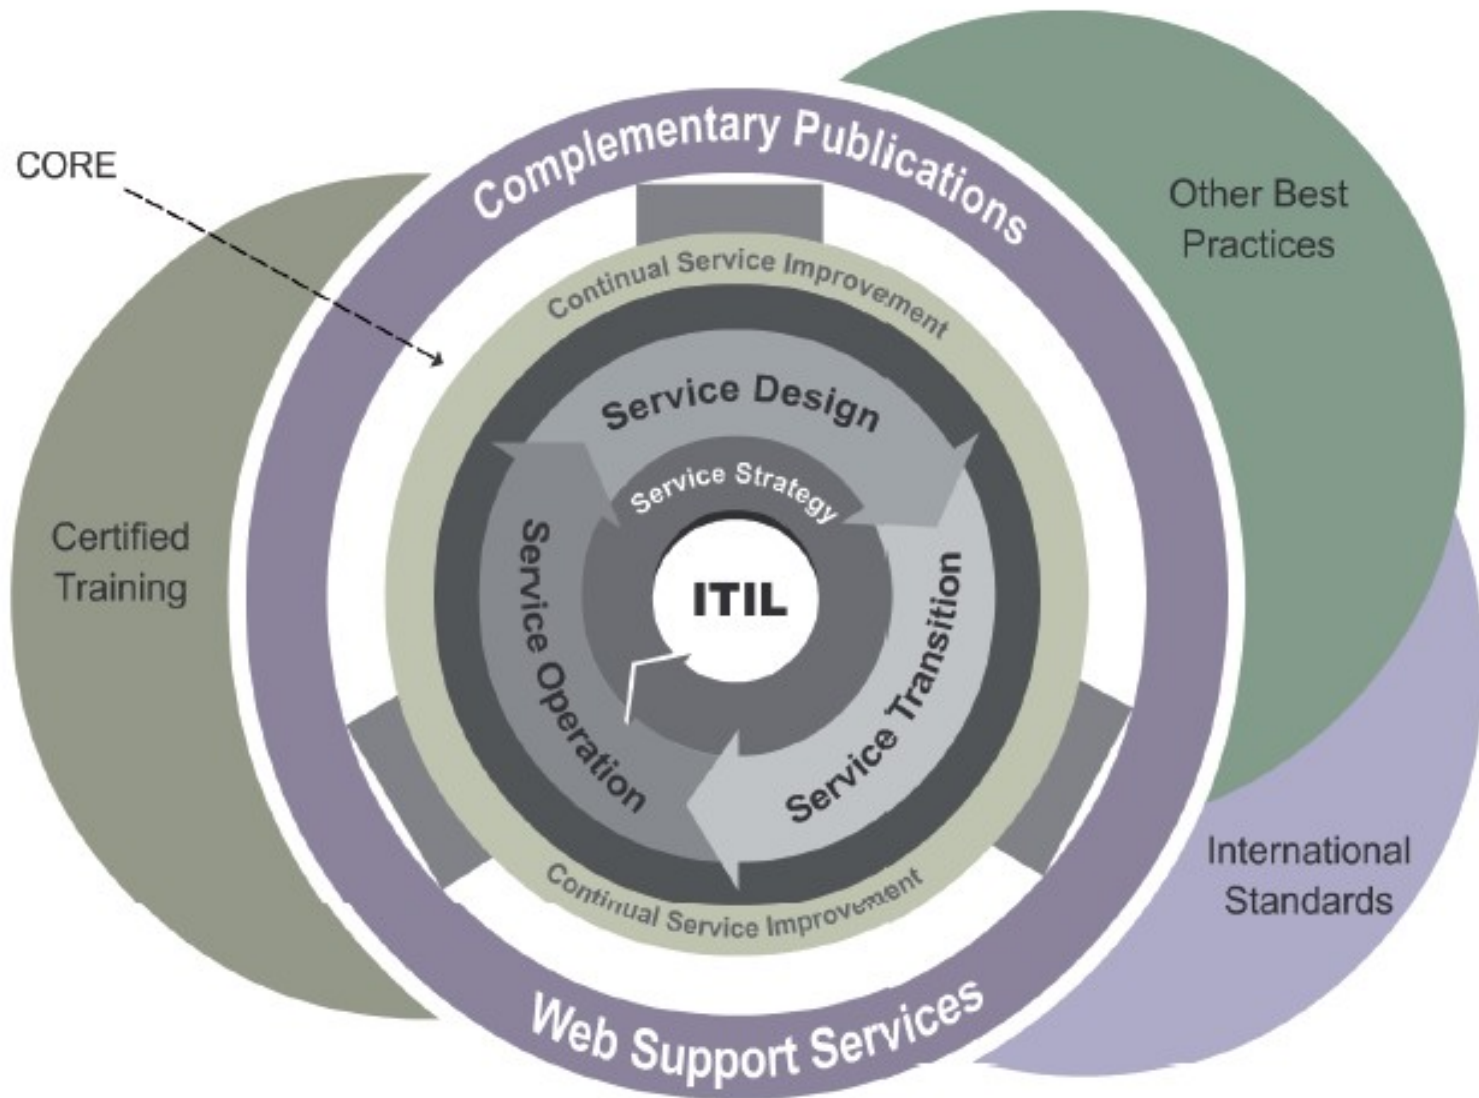 Complementary Publications
CORE
Other Best
Practices
Continual Service Improvement
Service Design
Service Strategy
Certified
Training
ITIL
Service Operation
Service Transition
International
Standards
Continual Service Improvement
Web Support Services